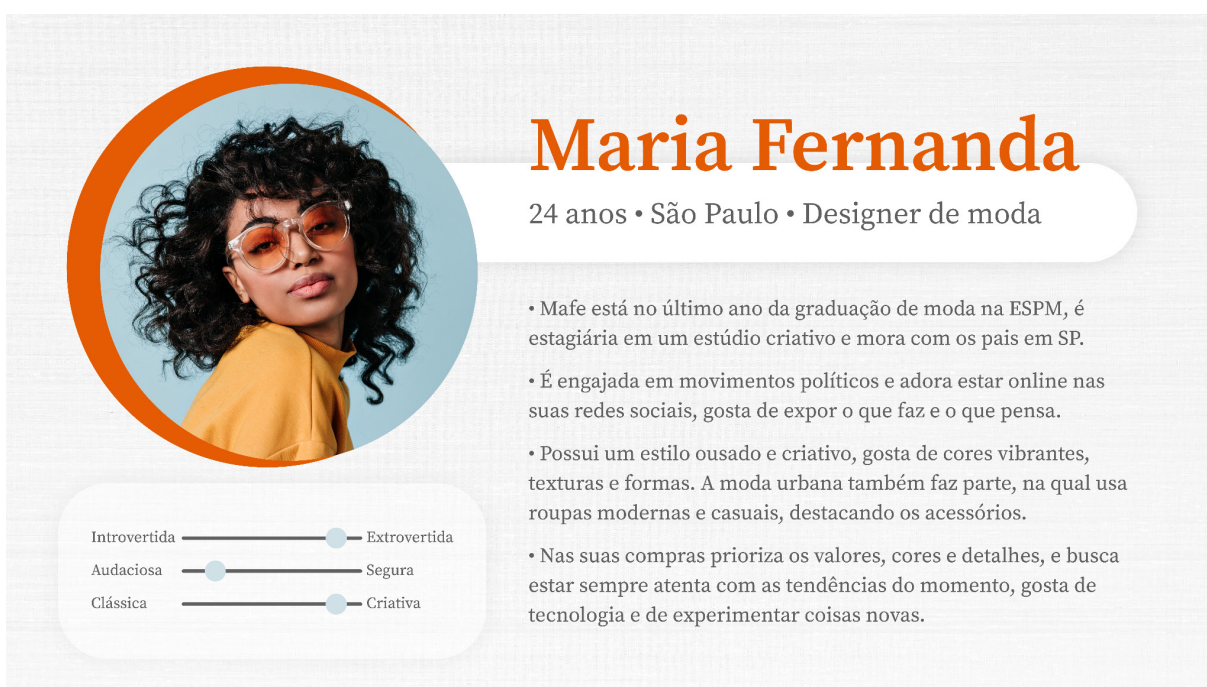 Maria Fernanda
24 anos • São Paulo • Designer de moda
• Mafe está no último ano da graduação de moda na ESPM, é
estagiária em um estúdio criativo e mora com os pais em SP.
• É engajada em movimentos políticos e adora estar online nas
suas redes sociais, gosta de expor o que faz e o que pensa.
• Possui um estilo ousado e criativo, gosta de cores vibrantes,
texturas e formas. A moda urbana também faz parte, na qual usa
roupas modernas e casuais, destacando os acessórios.
• Nas suas compras prioriza os valores, cores e detalhes, e busca
estar sempre atenta com as tendências do momento, gosta de
tecnologia e de experimentar coisas novas.
Introvertida Extrovertida
Audaciosa Segura
Clássica Criativa